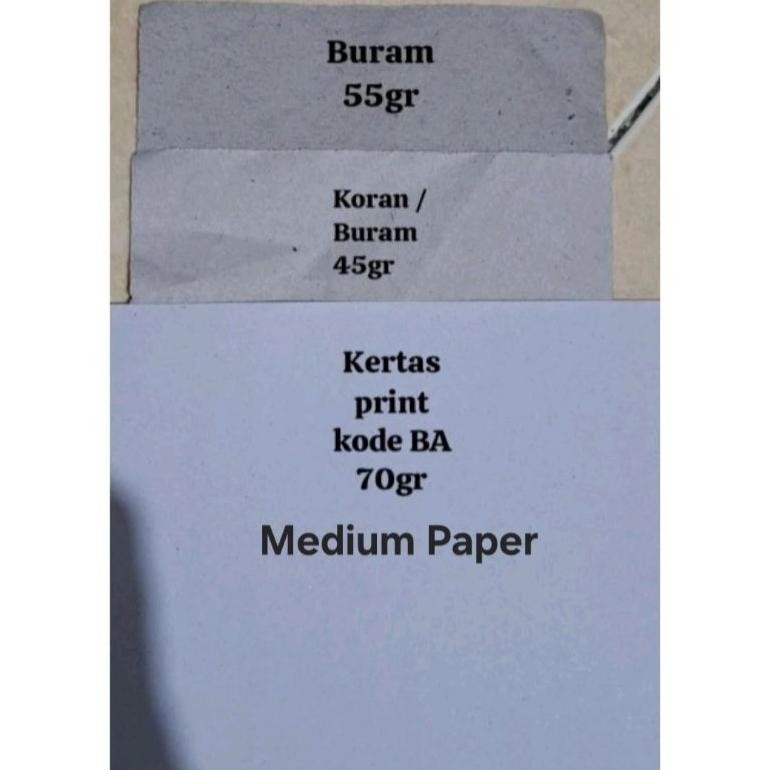 Buram
55gr
Koran /
Buram
45gr
Kertas
print
kode BA
70gr
Medium Paper